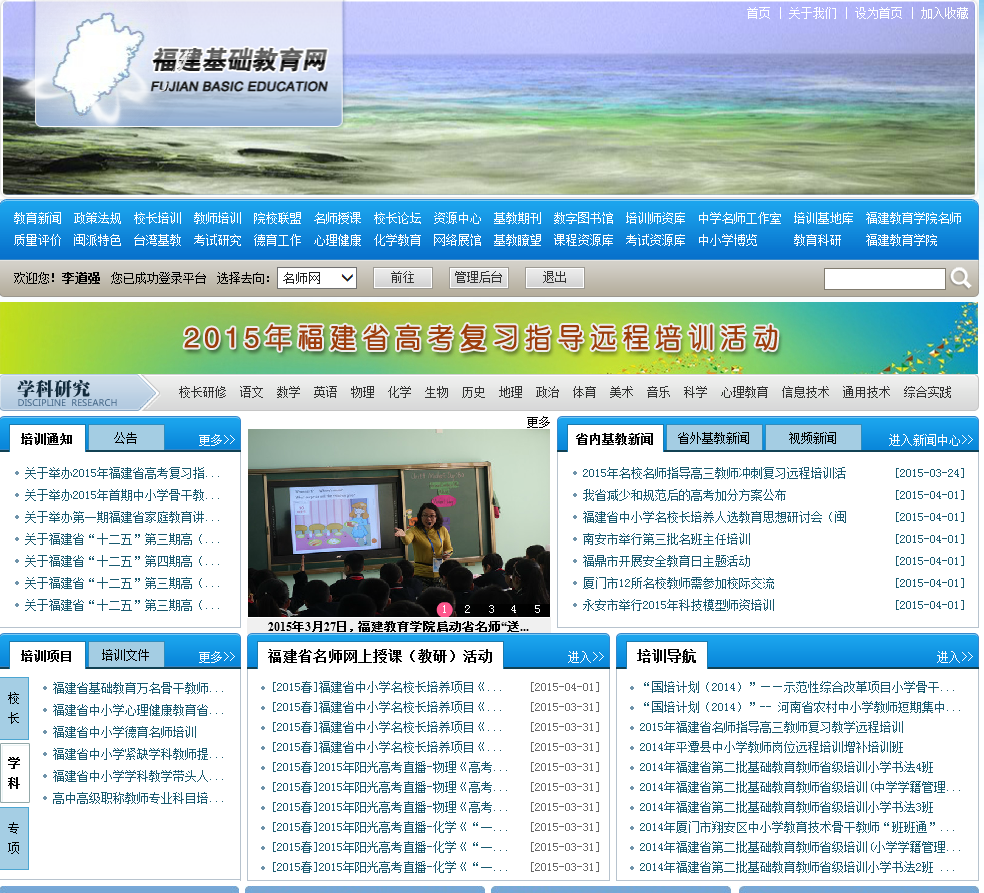 首页 | 关于我们 | 设为首页 | 加入收藏
福建基础教育网
FUJIAN BASIC EDUCATION
教育新闻 政策法规 校长培训 教师培训 院校联盟 名师授课 校长论坛 资源中心 基教期刊 数字图书馆 培训师资库 中学名师工作室 培训基地库 福建教育学院名师
质量评价 闽派特色 台湾基教 考试研究 德育工作 心理健康 化学教育 网络展馆 基教瞭望 课程资源库 考试资源库 中小学博览 教育科研 福建教育学院
欢迎您！李道强 您已成功登录平台 选择去向： 名师网 前往 管理后台 退出
2015年福建省高考复习指导远程培训活动
学科研究
DISCIPLINE RESEARCH
校长研修 语文 数学 英语 物理 化学 生物 历史 地理 政治 体育 美术 音乐 科学 心理教育 信息技术 通用技术 综合实践
培训通知 公告 更多>>
关于举办2015年福建省高考复习指...
关于举办2015年首期中小学骨干教...
关于举办第一期福建省家庭教育讲...
关于福建省“十二五”第三期高（...
关于福建省“十二五”第四期高（...
关于福建省“十二五”第三期高（...
关于福建省“十二五”第三期高（...
更多
1 2 3 4 5
2015年3月27日，福建教育学院启动省名师“送...
省内基教新闻 省外基教新闻 视频新闻 进入新闻中心>>
2015年名校名师指导高三教师冲刺复习远程培训活 [2015-03-24]
我省减少和规范后的高考加分方案公布 [2015-04-01]
福建省中小学名校长培养人选教育思想研讨会（闽 [2015-04-01]
南安市举行第三批名班主任培训 [2015-04-01]
福鼎市开展安全教育日主题活动 [2015-04-01]
厦门市12所名校教师需参加校际交流 [2015-04-01]
永安市举行2015年科技模型师资培训 [2015-04-01]
培训项目 培训文件 更多>>
校长
学科
专项
福建省基础教育万名骨干教师...
福建省中小学心理健康教育省...
福建省中小学德育名师培训
福建省中小学紧缺学科教师提...
福建省中小学学科教学带头人...
高中高级职称教师专业科目培...
福建省名师网上授课（教研）活动 进入>>
[2015春]福建省中小学名校长培养项目《... [2015-04-01]
[2015春]福建省中小学名校长培养项目《... [2015-03-31]
[2015春]福建省中小学名校长培养项目《... [2015-03-31]
[2015春]福建省中小学名校长培养项目《... [2015-03-31]
[2015春]2015年阳光高考直播-物理《高考... [2015-03-31]
[2015春]2015年阳光高考直播-物理《高考... [2015-03-31]
[2015春]2015年阳光高考直播-物理《高考... [2015-03-31]
[2015春]2015年阳光高考直播-化学《“一... [2015-03-31]
[2015春]2015年阳光高考直播-化学《“一... [2015-03-31]
[2015春]2015年阳光高考直播-化学《“一... [2015-03-31]
培训导航 进入>>
“国培计划（2014）”－－示范性综合改革项目小学骨干...
“国培计划（2014）”-- 河南省农村中小学教师短期集中...
2015年福建省名师指导高三教师复习教学远程培训
2014年平潭县中小学教师岗位远程培训增补培训班
2014年福建省第二批基础教育教师省级培训小学书法4班
2014年福建省第二批基础教育教师省级培训(中学学籍管理...
2014年福建省第二批基础教育教师省级培训小学书法3班
2014年厦门市翔安区中小学教育技术骨干教师“班班通”...
2014年福建省第二批基础教育教师省级培训(小学学籍管理...
2014年福建省第二批基础教育教师省级培训小学书法2班 ...